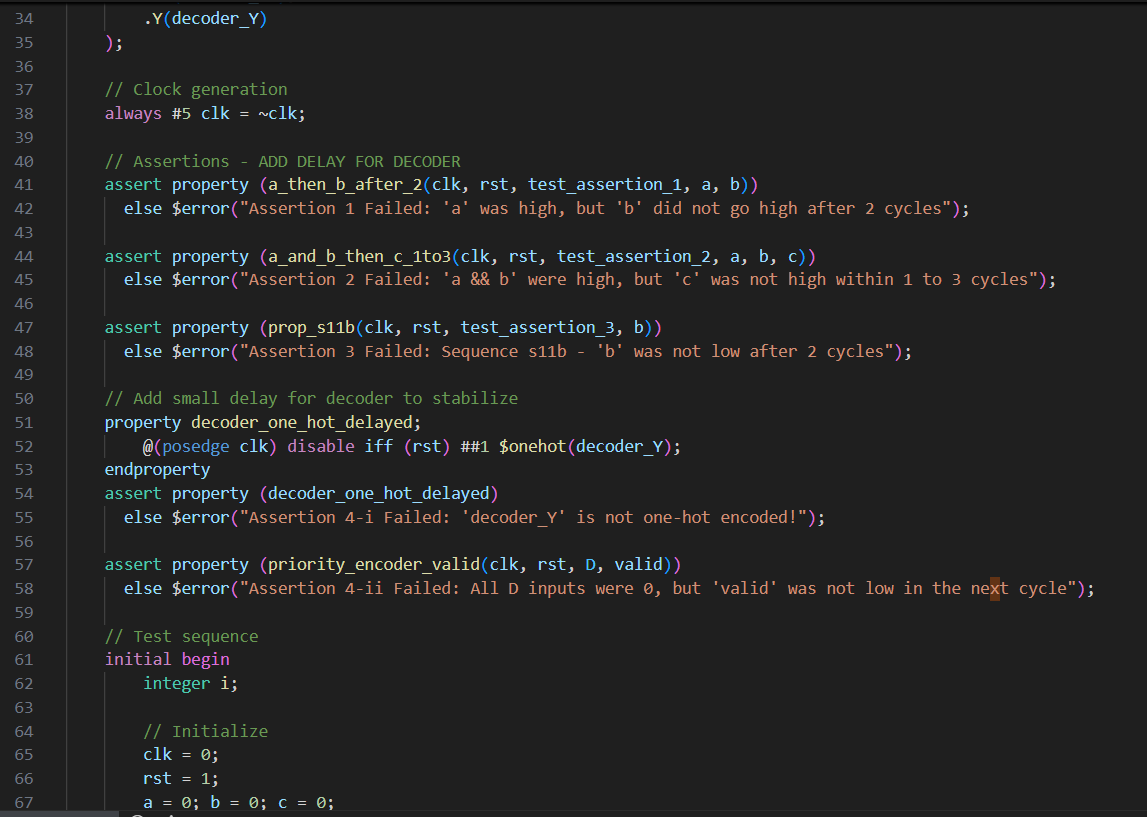 34 .Y(decoder_Y)
35 );
36
37 // Clock generation
38 always #5 clk = ~clk;
39
40 // Assertions - ADD DELAY FOR DECODER
41 assert property (a_then_b_after_2(clk, rst, test_assertion_1, a, b))
42 else $error("Assertion 1 Failed: 'a' was high, but 'b' did not go high after 2 cycles");
43
44 assert property (a_and_b_then_c_1to3(clk, rst, test_assertion_2, a, b, c))
45 else $error("Assertion 2 Failed: 'a && b' were high, but 'c' was not high within 1 to 3 cycles");
46
47 assert property (prop_s11b(clk, rst, test_assertion_3, b))
48 else $error("Assertion 3 Failed: Sequence s11b - 'b' was not low after 2 cycles");
49
50 // Add small delay for decoder to stabilize
51 property decoder_one_hot_delayed;
52 @(posedge clk) disable iff (rst) ##1 $onehot(decoder_Y);
53 endproperty
54 assert property (decoder_one_hot_delayed)
55 else $error("Assertion 4-i Failed: 'decoder_Y' is not one-hot encoded!");
56
57 assert property (priority_encoder_valid(clk, rst, D, valid))
58 else $error("Assertion 4-ii Failed: All D inputs were 0, but 'valid' was not low in the next cycle");
59
60 // Test sequence
61 initial begin
62 integer i;
63
64 // Initialize
65 clk = 0;
66 rst = 1;
67 a = 0; b = 0; c = 0;